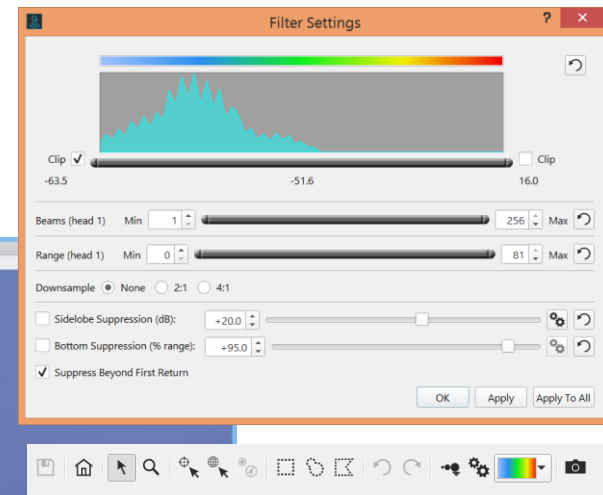 Filter Settings ? ×
Clip Clip
-63.5 -51.6 16.0
Beams (head 1) Min 1 256 Max
Range (head 1) Min 0 81 Max
Downsample None 2:1 4:1
Sidelobe Suppression (dB): +20.0
Bottom Suppression (% range): +95.0
Suppress Beyond First Return
OK Apply Apply To All